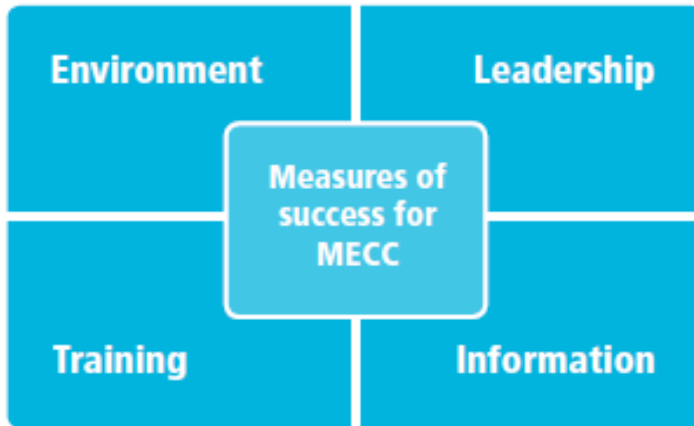 Environment
Leadership
Measures of
success for
MECC
Training
Information